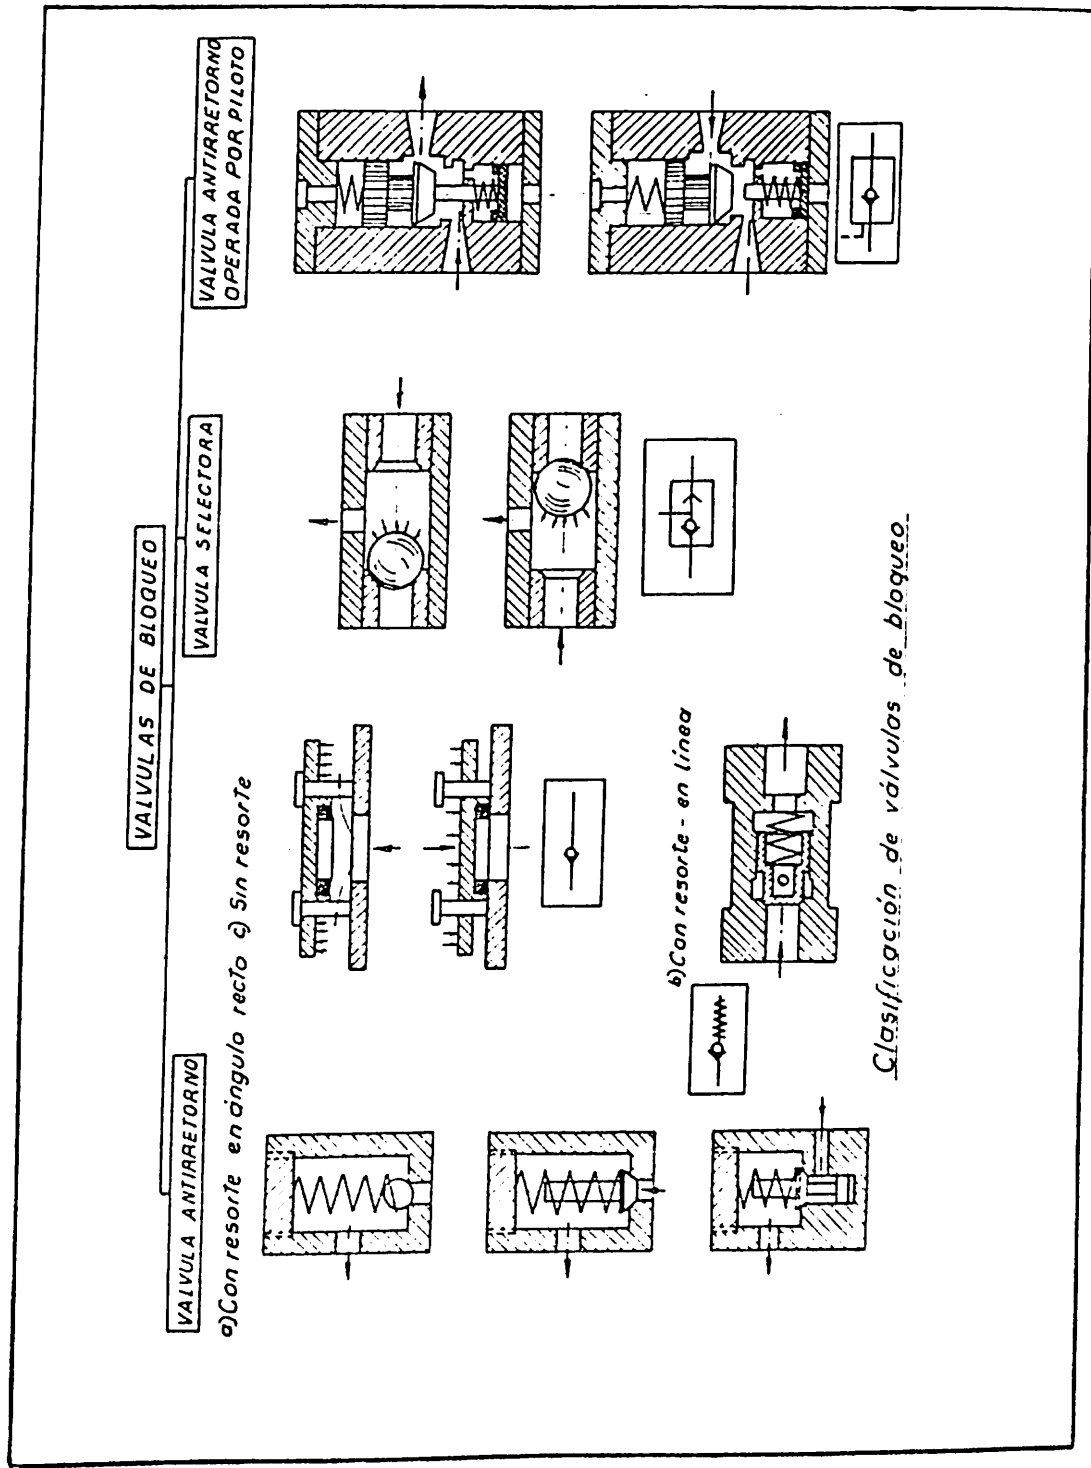 VALVULAS DE BLOQUEO
VALVULA ANTIRRETORNO
VALVULA SELECTORA
VALVULA ANTIRRETORNO
OPERADA POR PILOTO
a)Con resorte en ángulo recto c) Sin resorte
b)Con resorte - en línea
Clasificación de válvulas de bloqueo